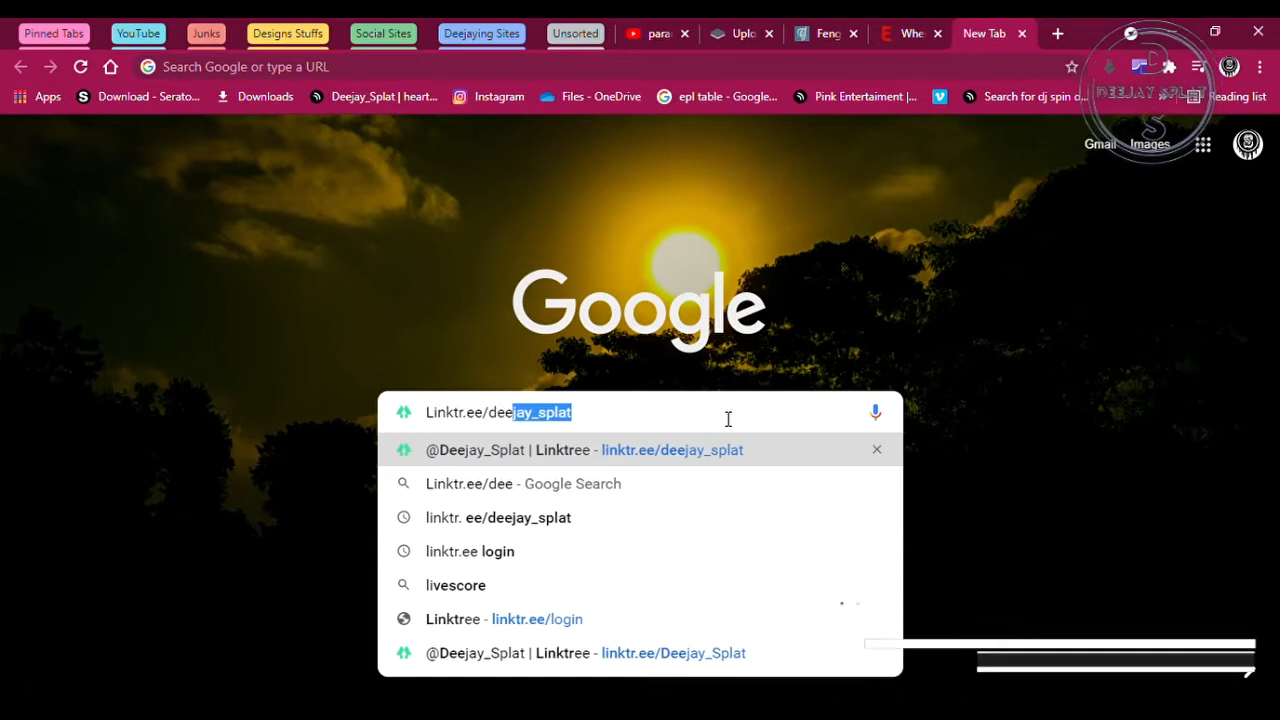 Pinned Tabs YouTube Junks Designs Stuffs Social Sites Deejaying Sites Unsorted para Uplo Feng Whe New Tab
Search Google or type a URL
Apps Download - Serato... Downloads Deejay_Splat | heart... Instagram Files - OneDrive epl table - Google... Pink Entertaiment |... Search for dj spin o... Reading list
DEEJAY SPLAT
D
S
Gmail Images
Google
Linktr.ee/deejay_splat
@Deejay_Splat | Linktree - linktr.ee/deejay_splat
Linktr.ee/dee - Google Search
linktr. ee/deejay_splat
linktr.ee login
livescore
Linktree - linktr.ee/login
@Deejay_Splat | Linktree - linktr.ee/Deejay_Splat